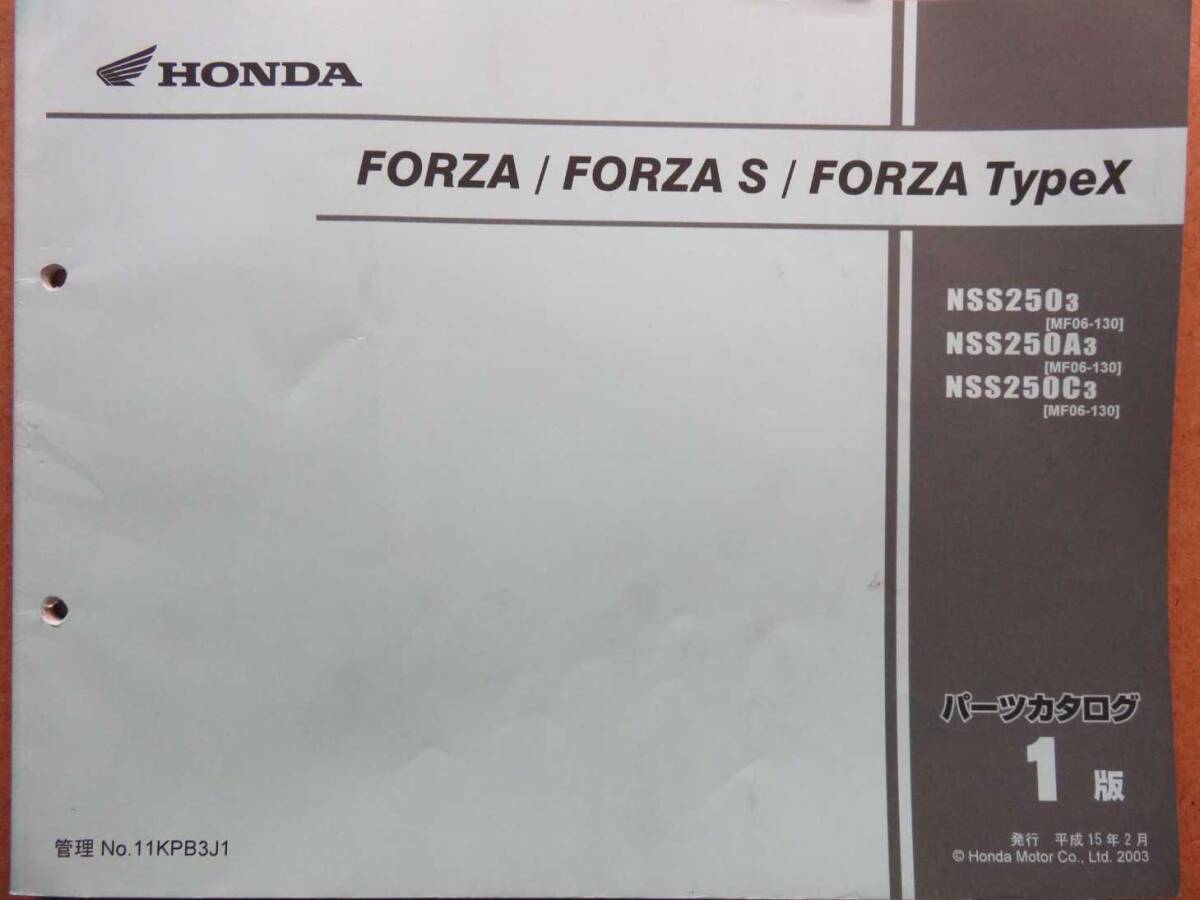 HONDA
FORZA / FORZA S / FORZA TypeX
NSS2503
[MF06-130]
NSS250A3
[MF06-130]
NSS250C3
[MF06-130]
パーツカタログ
1版
発行 平成15年2月
© Honda Motor Co., Ltd. 2003
管理 No.11KPB3J1